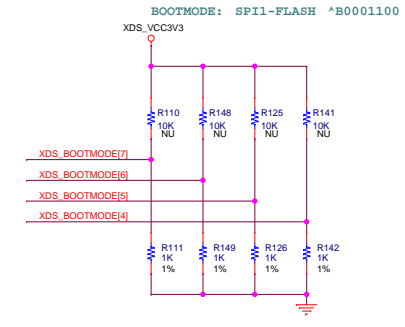 BOOTMODE: SPI1-FLASH ^B0001100
XDS_VCC3V3
R110 R148 R125 R141
10K 10K 10K 10K
NU NU NU NU
XDS_BOOTMODE[7]
XDS_BOOTMODE[6]
XDS_BOOTMODE[5]
XDS_BOOTMODE[4]
R111 R149 R126 R142
1K 1K 1K 1K
1% 1% 1% 1%